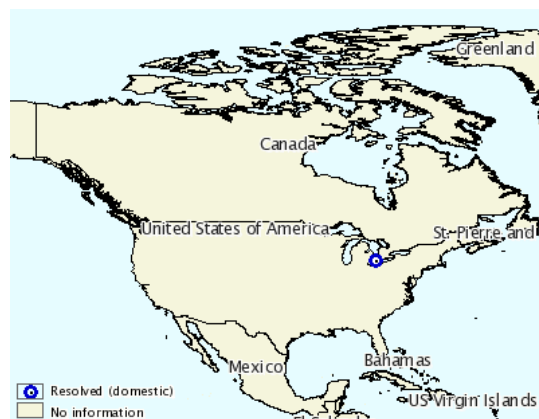 Greenland
Canada
United States of America
St. Pierre and
Mexico
Bahamas
US Virgin Islands
Resolved (domestic)
No information